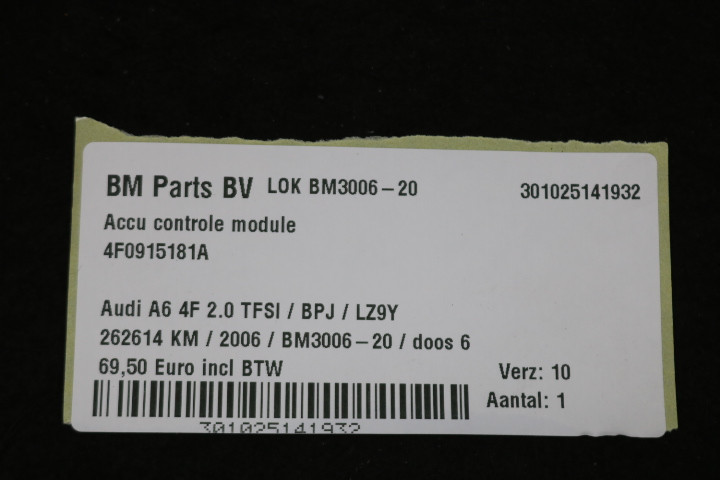 BM Parts BV LOK BM3006-20 301025141932
Accu controle module
4F0915181A
Audi A6 4F 2.0 TFSI / BPJ / LZ9Y
262614 KM / 2006 / BM3006-20 / doos 6
69,50 Euro incl BTW Verz: 10
Aantal: 1
301025141932